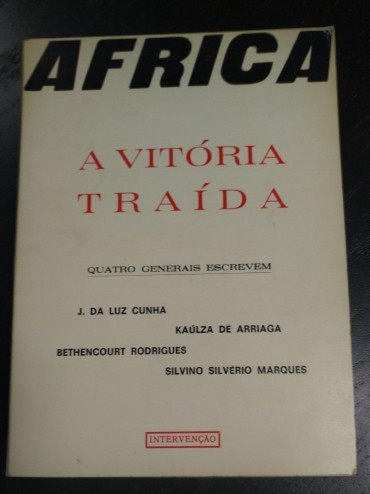 AFRICA
A VITÓRIA
TRAÍDA
QUATRO GENERAIS ESCREVEM
J. DA LUZ CUNHA
KAÚLZA DE ARRIAGA
BETHENCOURT RODRIGUES
SILVINO SILVÉRIO MARQUES
INTERVENÇÃO